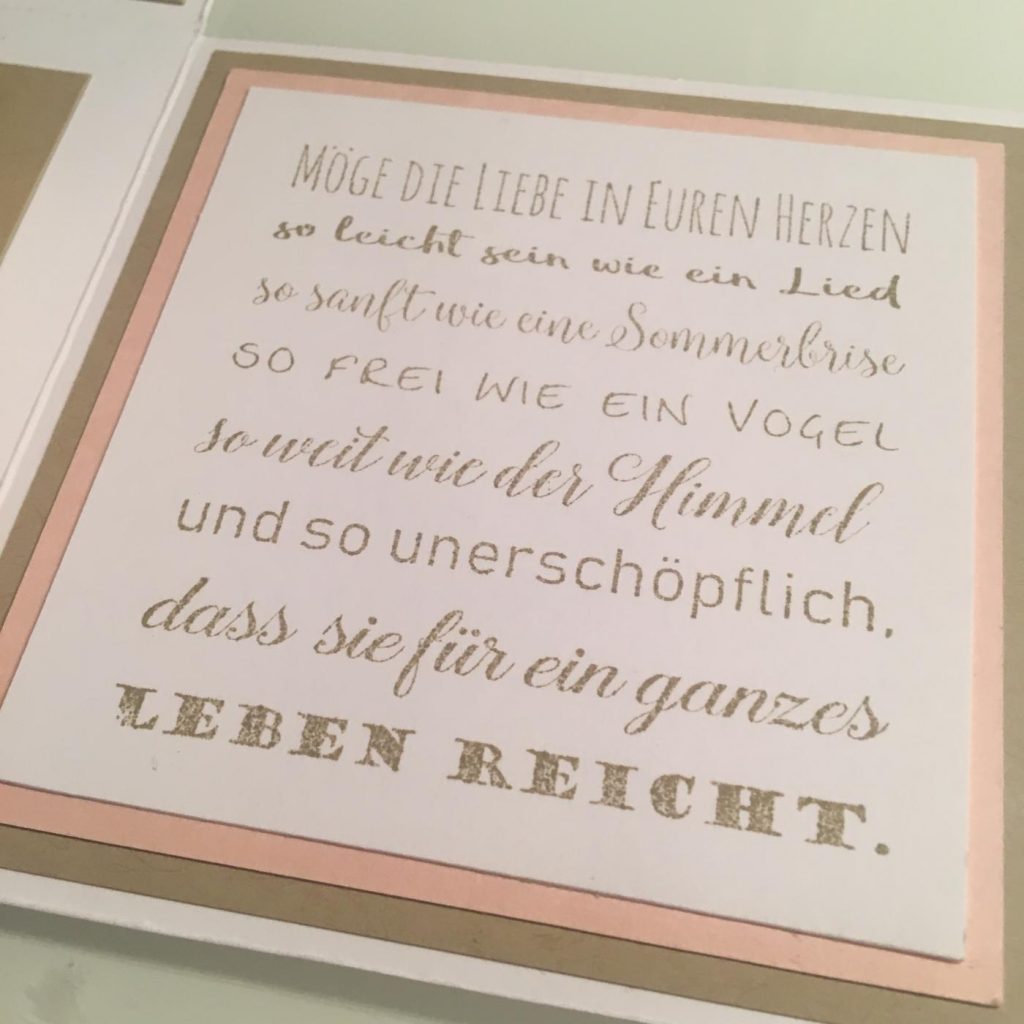 Möge die Liebe in Euren Herzen
so leicht sein wie ein Lied
so sanft wie eine Sommerbrise
SO FREI WIE EIN VOGEL
so weit wie der Himmel
und so unerschöpflich,
dass sie für ein ganzes
LEBEN REICHT.